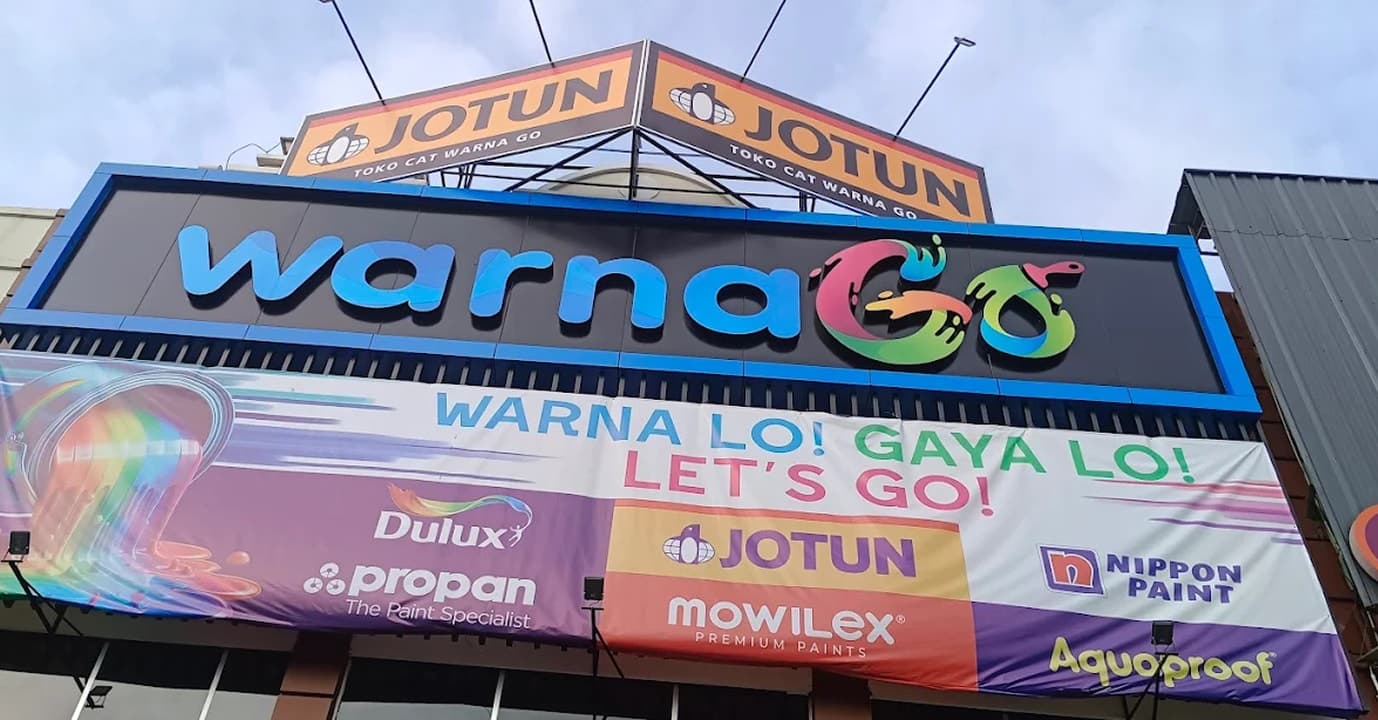 JOTUN
TOKO CAT WARNA GO
JOTUN
TOKO CAT WARNA GO
warnaGo
WARNA LO! GAYA LO!
LET'S GO!
Dulux
propan
The Paint Specialist
JOTUN
MOWILEX®
PREMIUM PAINTS
n NIPPON
PAINT
Aquaproof